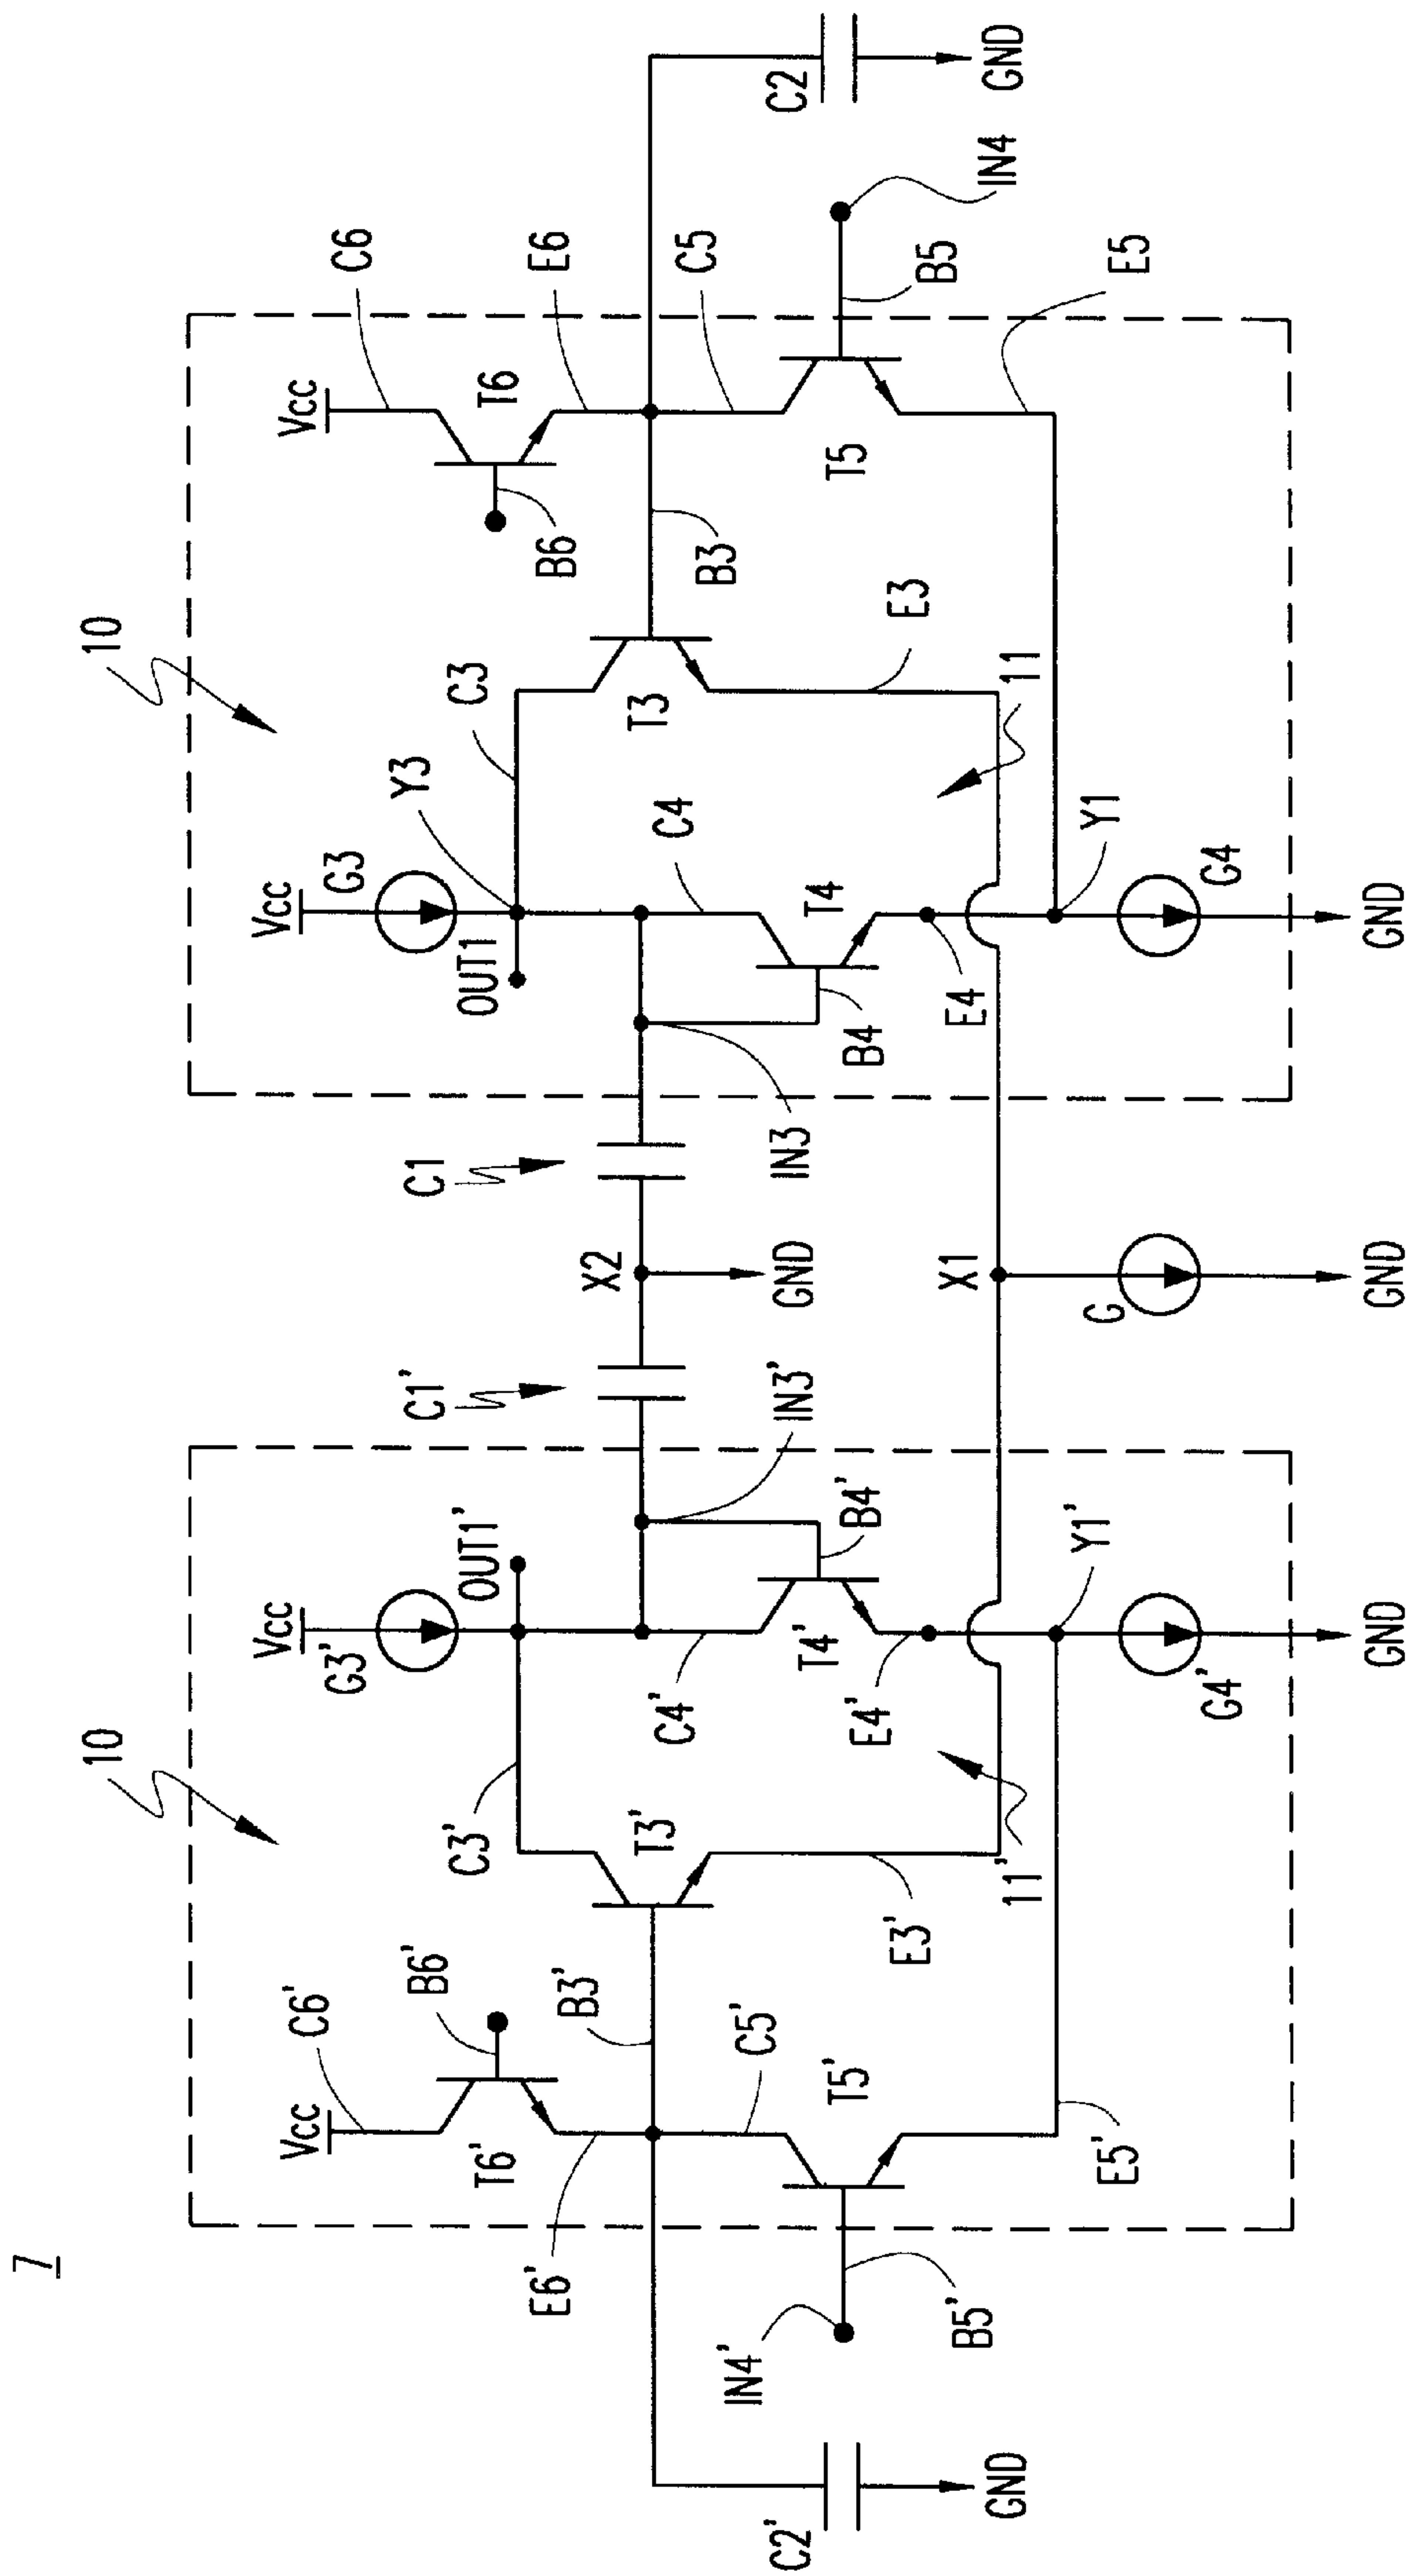 7
10
10
Vcc
C6'
B6'
T6'
E6'
B3'
C5'
T5'
IN4'
B5'
E5'
C2'
GND
C3'
T3'
E3'
11'
Vcc
G3'
OUT1'
C4'
T4'
B4'
E4'
IN3'
Y1'
G4'
GND
C1'
C1
X2
GND
X1
G
GND
Vcc
G3
Y3
OUT1
C3
C4
T4
B4
E4
IN3
Y1
G4
GND
T3
B3
E3
11
Vcc
C6
T6
B6
E6
C5
T5
B5
IN4
E5
C2
GND